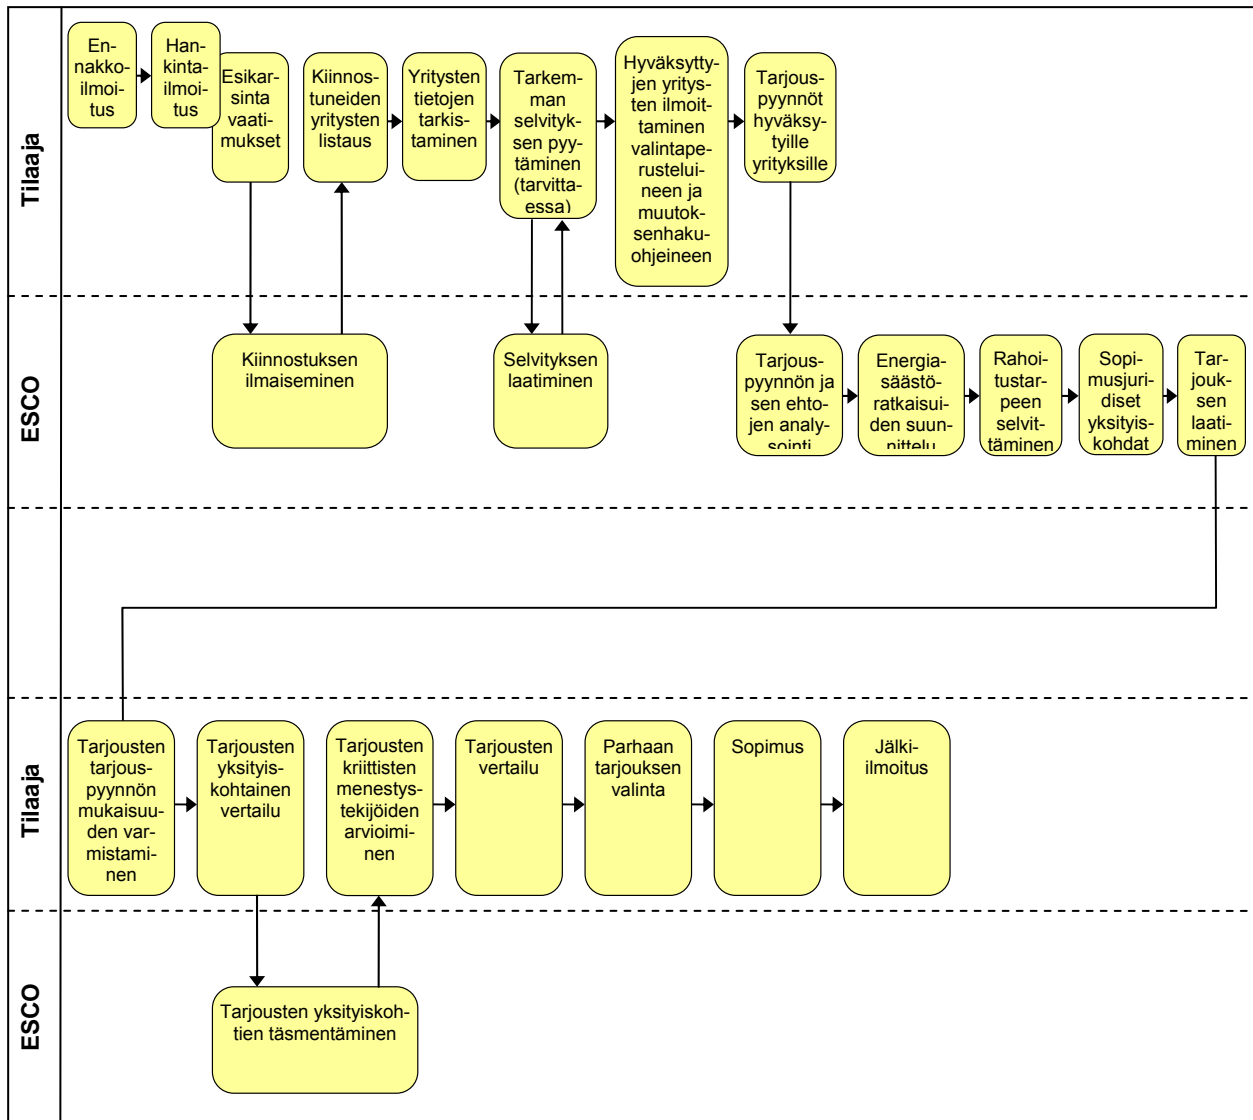 Tilaaja
En-
nakko-
ilmoitus
Han-
kinta-
ilmoi-
tus
Esikar-
sinta
vaati-
mukset
Kiinnos-
tuneiden
yritysten
listaus
Yritysten
tietojen
tarkis-
taminen
Tarkem-
man
selvityk-
sen pyy-
täminen
(tarvitta-
essa)
Hyväksytty-
jen yritys-
ten ilmoit-
taminen
valintape-
rusteluі-
neen ja
muutok-
senhaku-
ohjeineen
Tarjous-
pyynnöt
hyväksy-
tyille
yrityksille
ESCO
Kiinnostuksen
ilmaiseminen
Selvityksen
laatiminen
Tarjous-
pyynnön ja
sen ehto-
jen analy-
sointi
Energia-
säästö-
ratkaisui-
den suun-
nittelu
Rahoi-
tustar-
peen
selvit-
täminen
Sopi-
musjuri-
diset
yksityis-
kohdat
Tar-
jouk-
sen
laati-
minen
Tilaaja
Tarjousten
tarjous-
pyynnön
mukaisuu-
den var-
mistami-
nen
Tarjousten
yksityis-
kohtainen
vertailu
Tarjousten
kriittisten
menestys-
tekijöiden
arvioimi-
nen
Tarjousten
vertailu
Parhaan
tarjouksen
valinta
Sopimus
Jälki-
ilmoitus
ESCO
Tarjousten yksityiskoh-
tien täsmentäminen